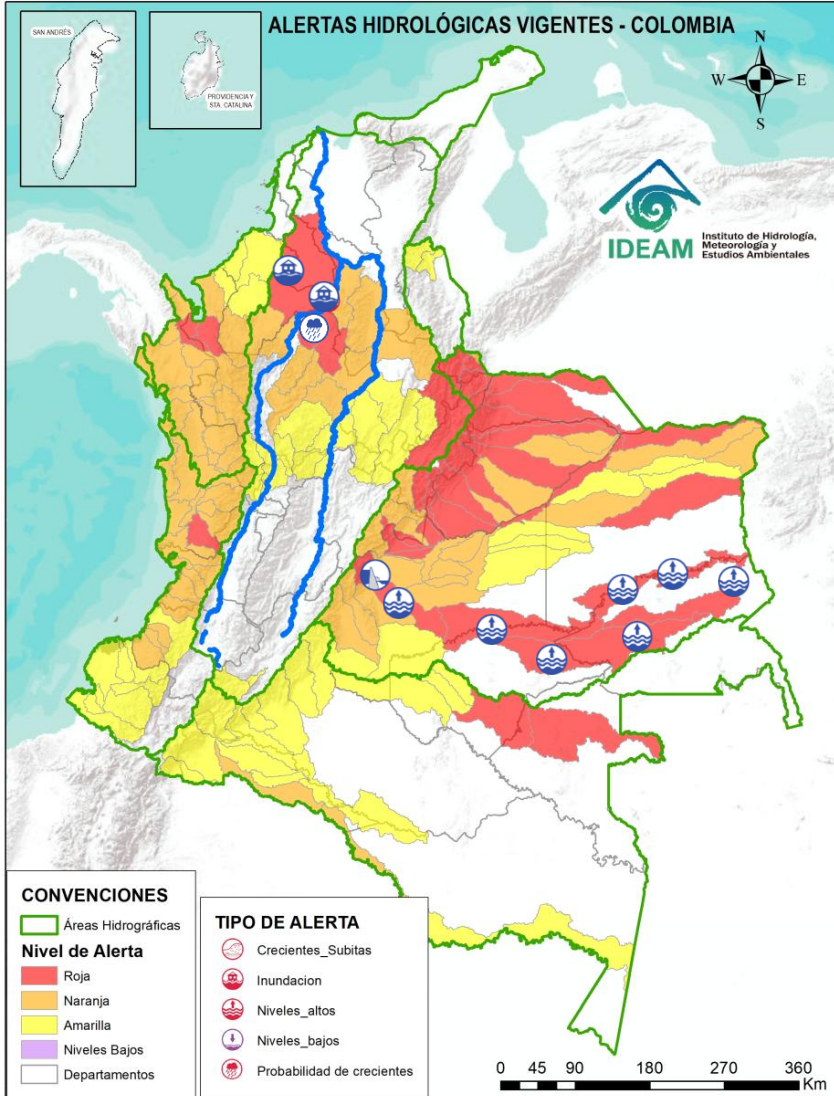 ALERTAS HIDROLÓGICAS VIGENTES - COLOMBIA
SAN ANDRÉS
PROVIDENCIA Y
STA. CATALINA
N
W
E
S
IDEAM
Instituto de Hidrología,
Meteorología y
Estudios Ambientales
CONVENCIONES
Áreas Hidrográficas
Nivel de Alerta
Roja
Naranja
Amarilla
Niveles Bajos
Departamentos
TIPO DE ALERTA
Crecientes_Subitas
Inundacion
Niveles_altos
Niveles_bajos
Probabilidad de crecientes
0 45 90 180 270 360
Km